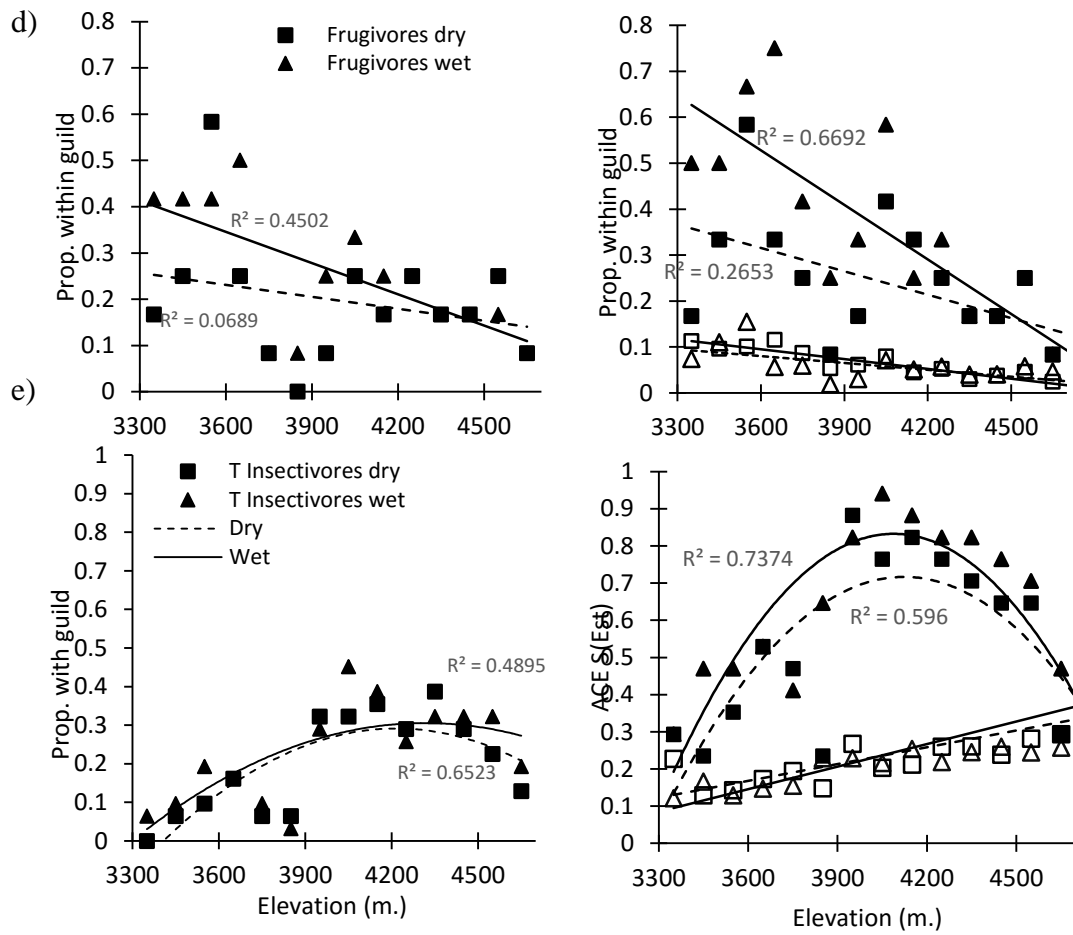 d)
0.8
0.7
0.6
0.5
0.4
0.3
0.2
0.1
0
Prop. within guild
Frugivores dry
Frugivores wet
R² = 0.4502
R² = 0.0689
3300 3600 3900 4200 4500
0.8
0.7
0.6
0.5
0.4
0.3
0.2
0.1
0
Prop. within guild
R² = 0.6692
R² = 0.2653
3300 3600 3900 4200 4500
e)
1
0.9
0.8
0.7
0.6
0.5
0.4
0.3
0.2
0.1
0
Prop. with guild
T Insectivores dry
T Insectivores wet
Dry
Wet
R² = 0.4895
R² = 0.6523
3300 3600 3900 4200 4500
Elevation (m.)
1
0.9
0.8
0.7
0.6
0.5
0.4
0.3
0.2
0.1
0
ACE S(Est)
R² = 0.7374
R² = 0.596
3300 3600 3900 4200 4500
Elevation (m.)